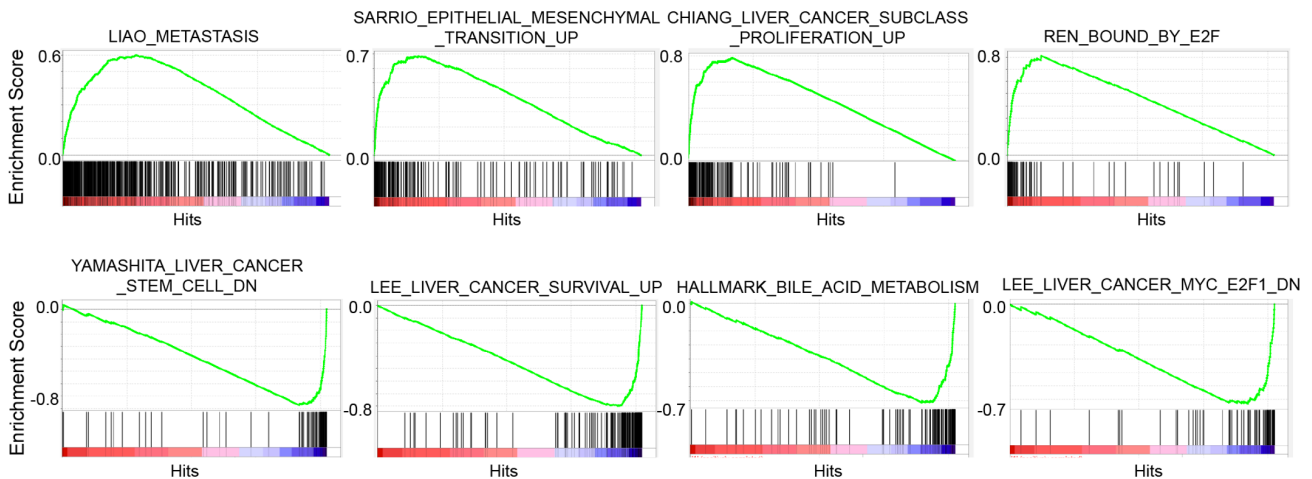 LIAO_METASTASIS
SARRIO_EPITHELIAL_MESENCHYMAL
_TRANSITION_UP
CHIANG_LIVER_CANCER_SUBCLASS
_PROLIFERATION_UP
REN_BOUND_BY_E2F
Enrichment Score
0.6
0.0
Hits
0.7
0.0
Hits
0.8
0.0
Hits
0.8
0.0
Hits
YAMASHITA_LIVER_CANCER
_STEM_CELL_DN
LEE_LIVER_CANCER_SURVIVAL_UP
HALLMARK_BILE_ACID_METABOLISM
LEE_LIVER_CANCER_MYC_E2F1_DN
Enrichment Score
0.0
-0.8
Hits
0.0
-0.8
Hits
0.0
-0.7
Hits
0.0
-0.7
Hits